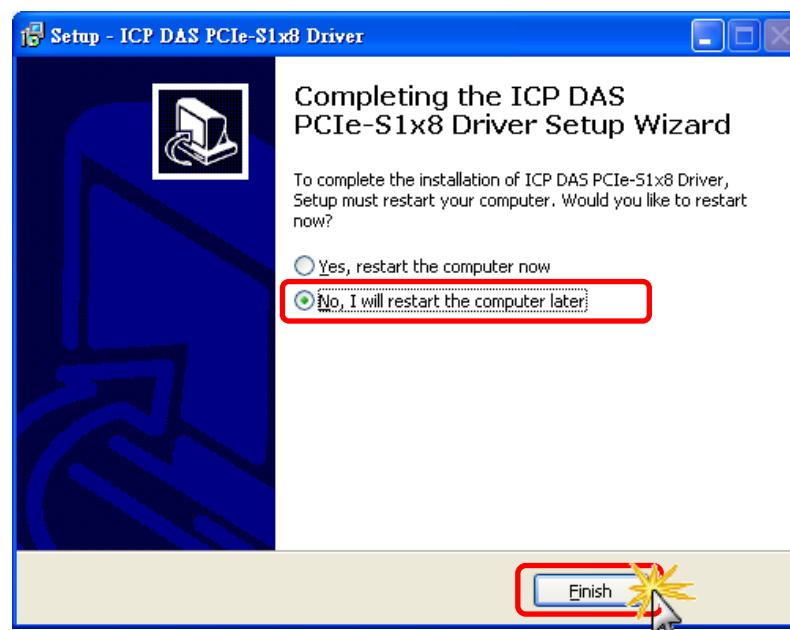 Setup - ICP DAS PCIe-S1x8 Driver
Completing the ICP DAS
PCIe-S1x8 Driver Setup Wizard
To complete the installation of ICP DAS PCIe-S1x8 Driver,
Setup must restart your computer. Would you like to restart
now?
Yes, restart the computer now
No, I will restart the computer later
Finish